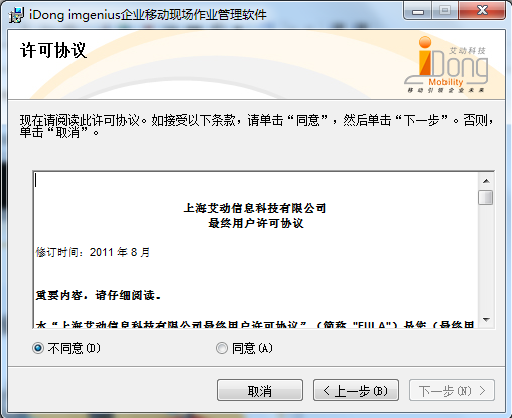 iDong imgenius企业移动现场作业管理软件
许可协议
艾动科技
iDong
Mobility
移动引领企业未来
现在请阅读此许可协议。如接受以下条款，请单击“同意”，然后单击“下一步”。否则，
单击“取消”。
上海艾动信息科技有限公司
最终用户许可协议
修订时间：2011 年 8 月
重要内容，请仔细阅读。
本“上海艾动信息科技有限公司最终用户许可协议”（简称 "EULA"）是您（最终用
不同意(D)
同意(A)
取消
< 上一步(B)
下一步(N) >